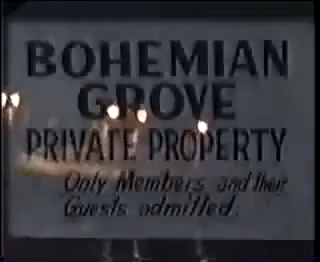 BOHEMIAN
GROVE
PRIVATE PROPERTY
Only Members and their
Guests admitted.